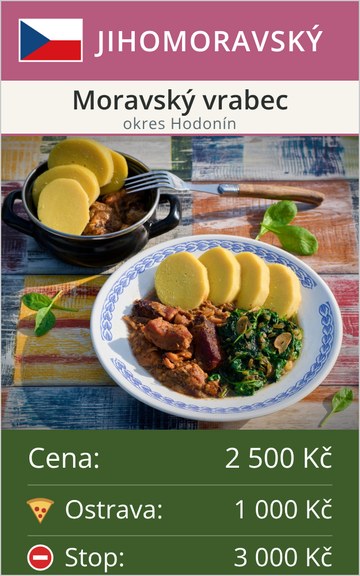 JIHOMORAVSKÝ
Moravský vrabec
okres Hodonín
Cena: 2 500 Kč
Ostrava: 1 000 Kč
Stop: 3 000 Kč